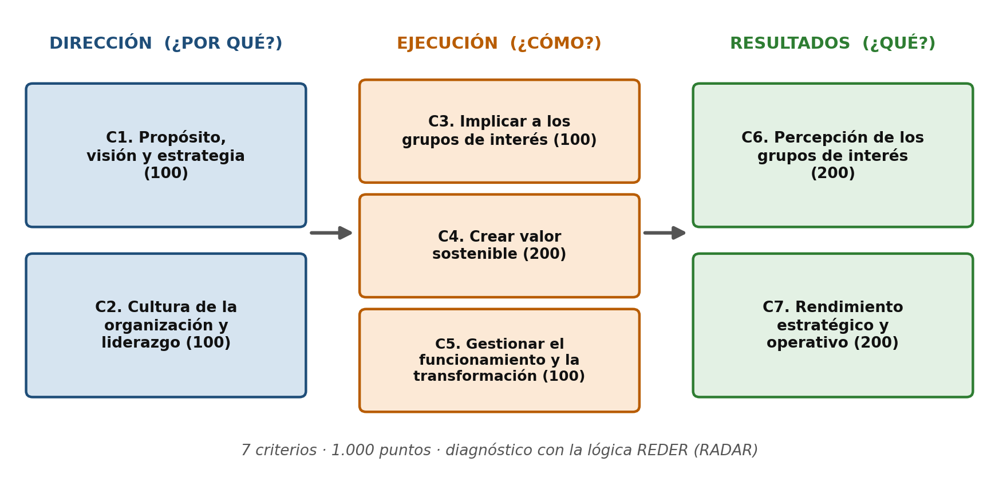 DIRECCIÓN (¿POR QUÉ?)
C1. Propósito,
visión y estrategia
(100)
C2. Cultura de la
organización y
liderazgo (100)
EJECUCIÓN (¿CÓMO?)
C3. Implicar a los
grupos de interés (100)
C4. Crear valor
sostenible (200)
C5. Gestionar el
funcionamiento y la
transformación (100)
RESULTADOS (¿QUÉ?)
C6. Percepción de los
grupos de interés
(200)
C7. Rendimiento
estratégico y
operativo (200)
7 criterios · 1.000 puntos · diagnóstico con la lógica REDER (RADAR)